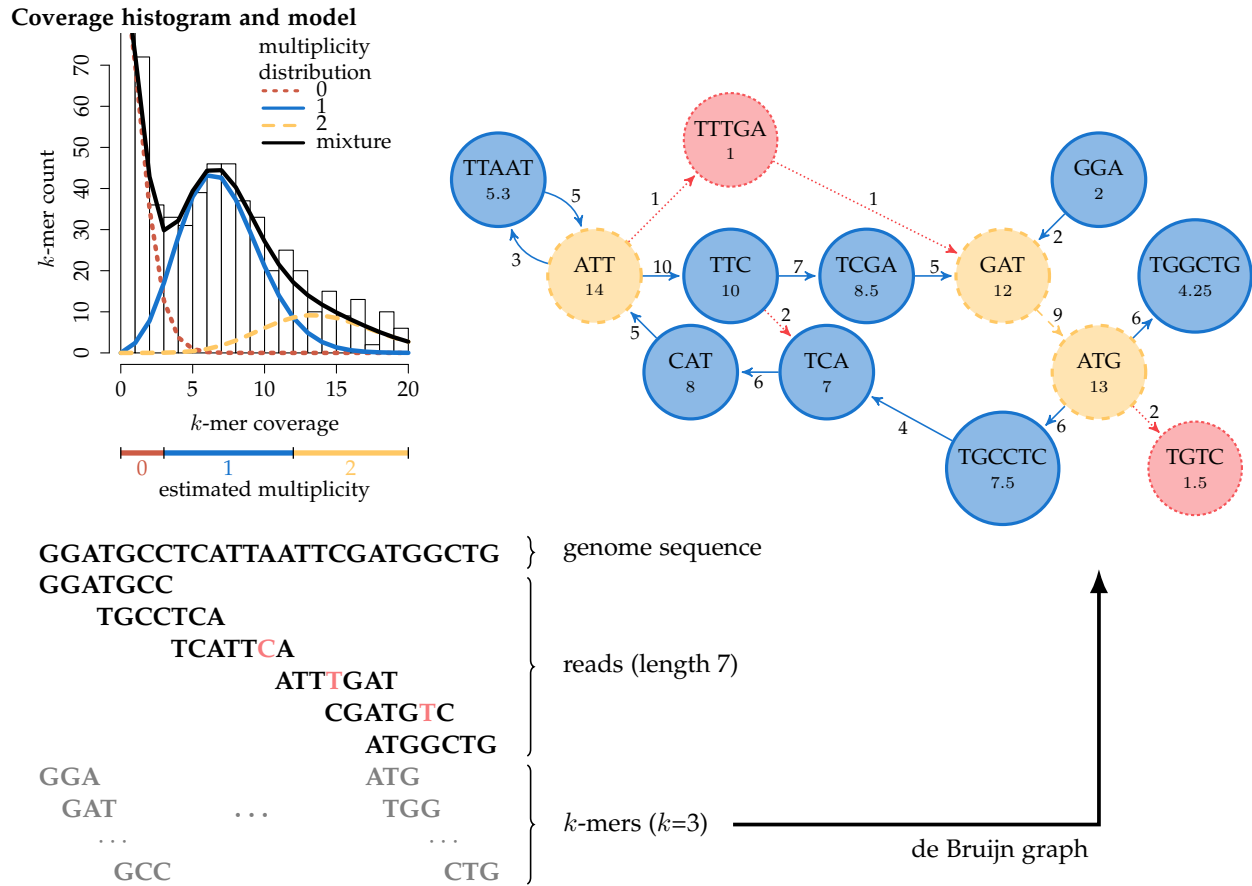 Coverage histogram and model
multiplicity
distribution
0
1
2
mixture
k-mer count
0
10
20
30
40
50
60
70
0 5 10 15 20
k-mer coverage
0 1 2
estimated multiplicity
TTTGA
1
TTAAT
5.3
GGA
2
5
1
1
3
2
ATT
14
10
TTC
10
7
TCGA
8.5
5
GAT
12
TGGCTG
4.25
5
2
9
6
CAT
8
6
TCA
7
ATG
13
4
6
2
TGCCTC
7.5
TGTC
1.5
GGATGCCTCATTAATTCGATGGCTG
genome sequence
GGATGCC
TGCCTCA
TCATTCA
ATTTGAT
CGATGTC
ATGGCTG
reads (length 7)
GGA ATG
GAT ... TGG
... ...
GCC CTG
k-mers (k=3)
de Bruijn graph